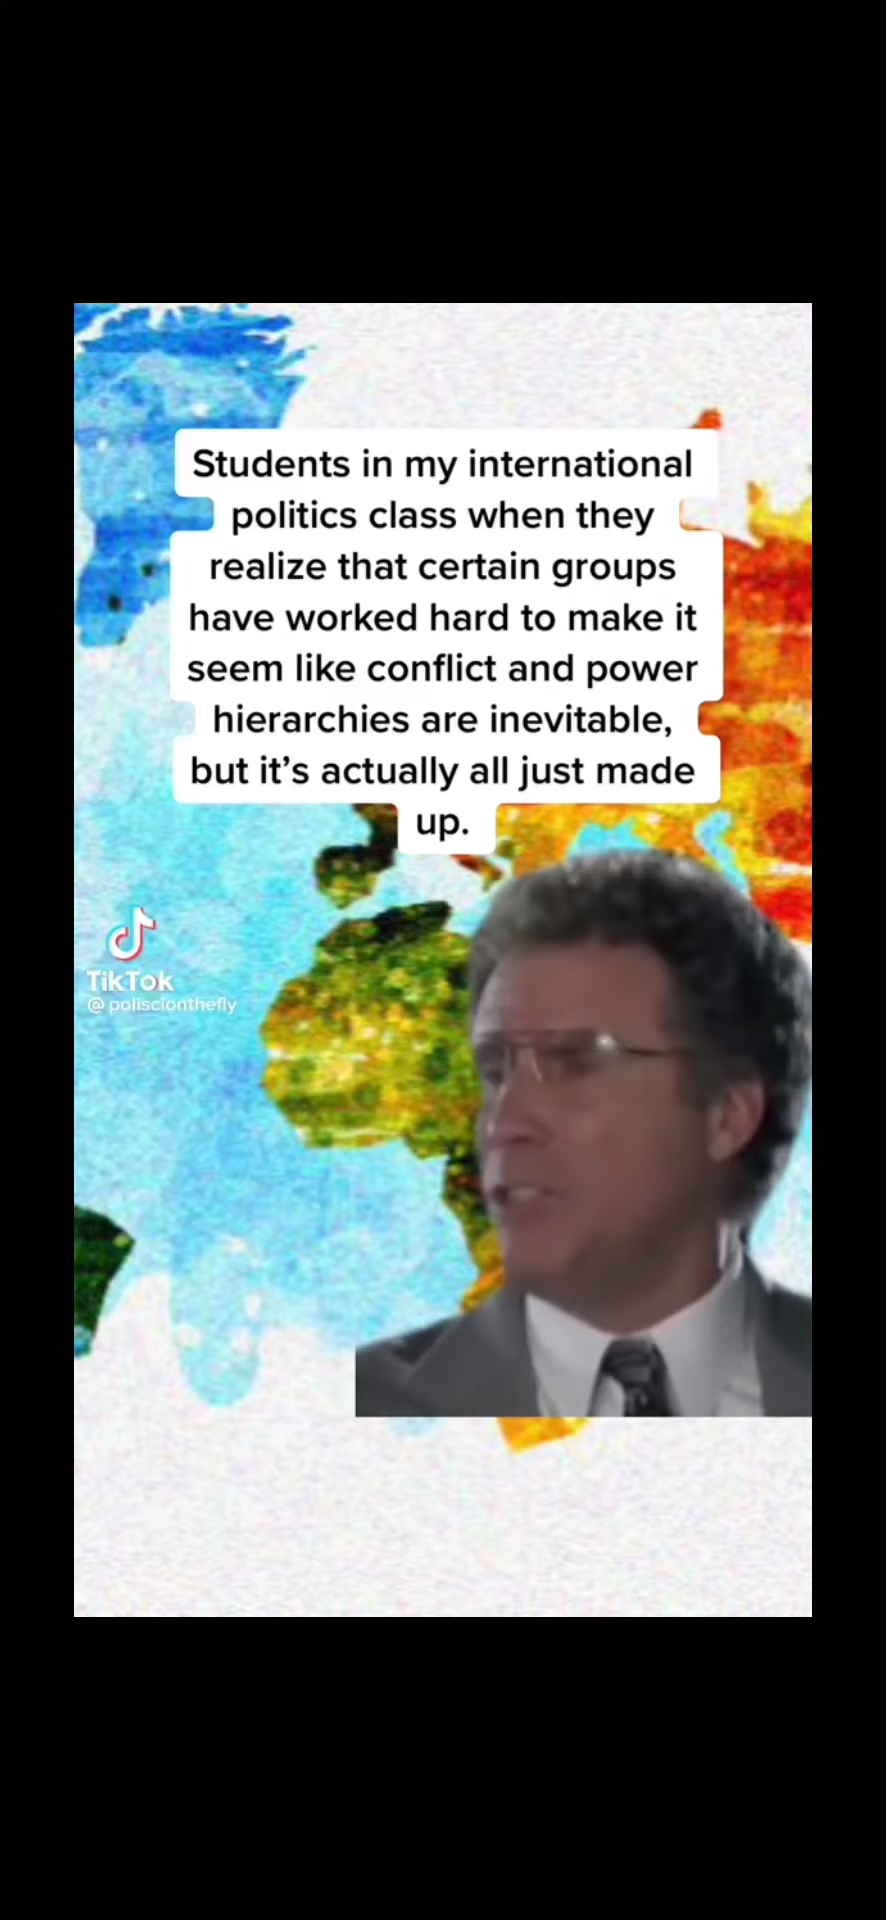 Students in my international
politics class when they
realize that certain groups
have worked hard to make it
seem like conflict and power
hierarchies are inevitable,
but it’s actually all just made
up.
TikTok
@poliscionthefly